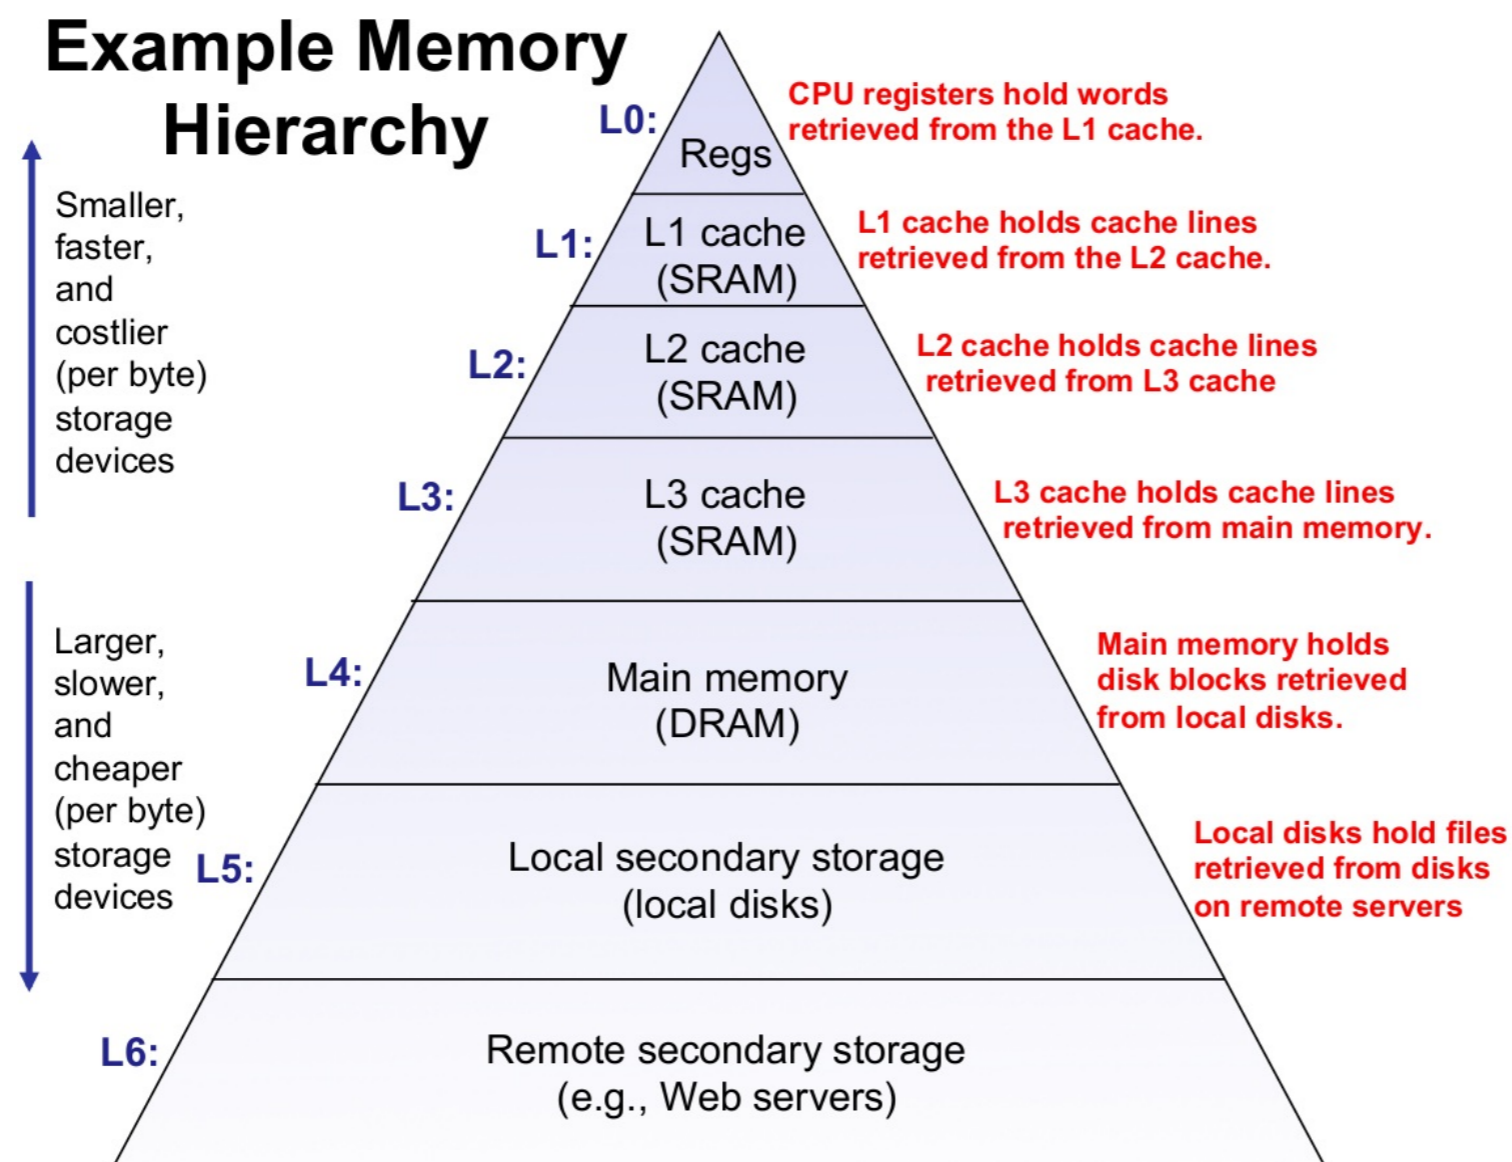 Example Memory
Hierarchy
Smaller,
faster,
and
costlier
(per byte)
storage
devices
Larger,
slower,
and
cheaper
(per byte)
storage
devices
L0:
Regs
CPU registers hold words
retrieved from the L1 cache.
L1:
L1 cache
(SRAM)
L1 cache holds cache lines
retrieved from the L2 cache.
L2:
L2 cache
(SRAM)
L2 cache holds cache lines
retrieved from L3 cache
L3:
L3 cache
(SRAM)
L3 cache holds cache lines
retrieved from main memory.
L4:
Main memory
(DRAM)
Main memory holds
disk blocks retrieved
from local disks.
L5:
Local secondary storage
(local disks)
Local disks hold files
retrieved from disks
on remote servers
L6:
Remote secondary storage
(e.g., Web servers)